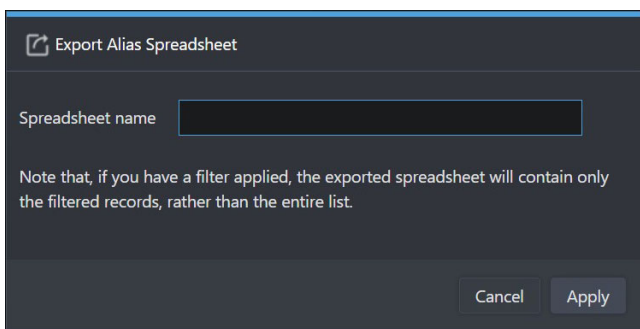 Export Alias Spreadsheet
Spreadsheet name
Note that, if you have a filter applied, the exported spreadsheet will contain only
the filtered records, rather than the entire list.
Cancel Apply